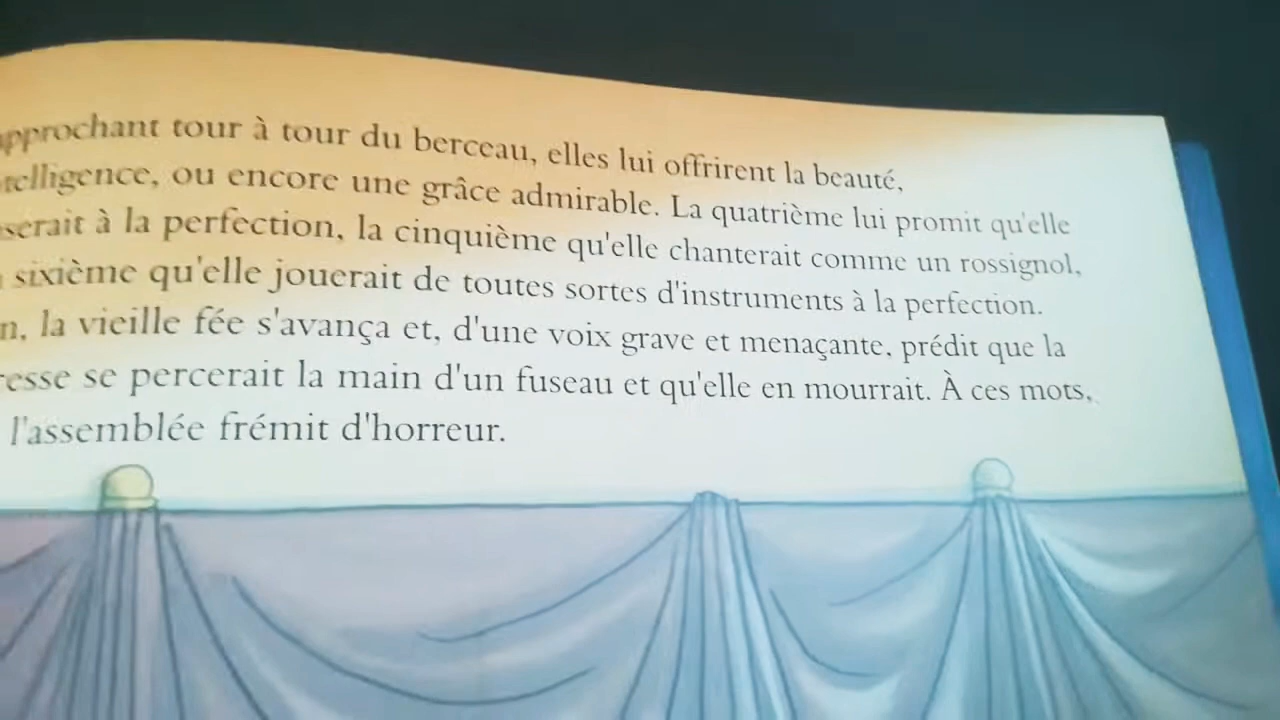 approchant tour à tour du berceau, elles lui offrirent la beauté,
telligence, ou encore une grâce admirable. La quatrième lui promit qu'elle
serait à la perfection, la cinquième qu'elle chanterait comme un rossignol,
sixième qu'elle jouerait de toutes sortes d'instruments à la perfection.
n, la vieille fée s'avança et, d'une voix grave et menaçante, prédit que la
esse se percerait la main d'un fuseau et qu'elle en mourrait. À ces mots,
l'assemblée frémit d'horreur.